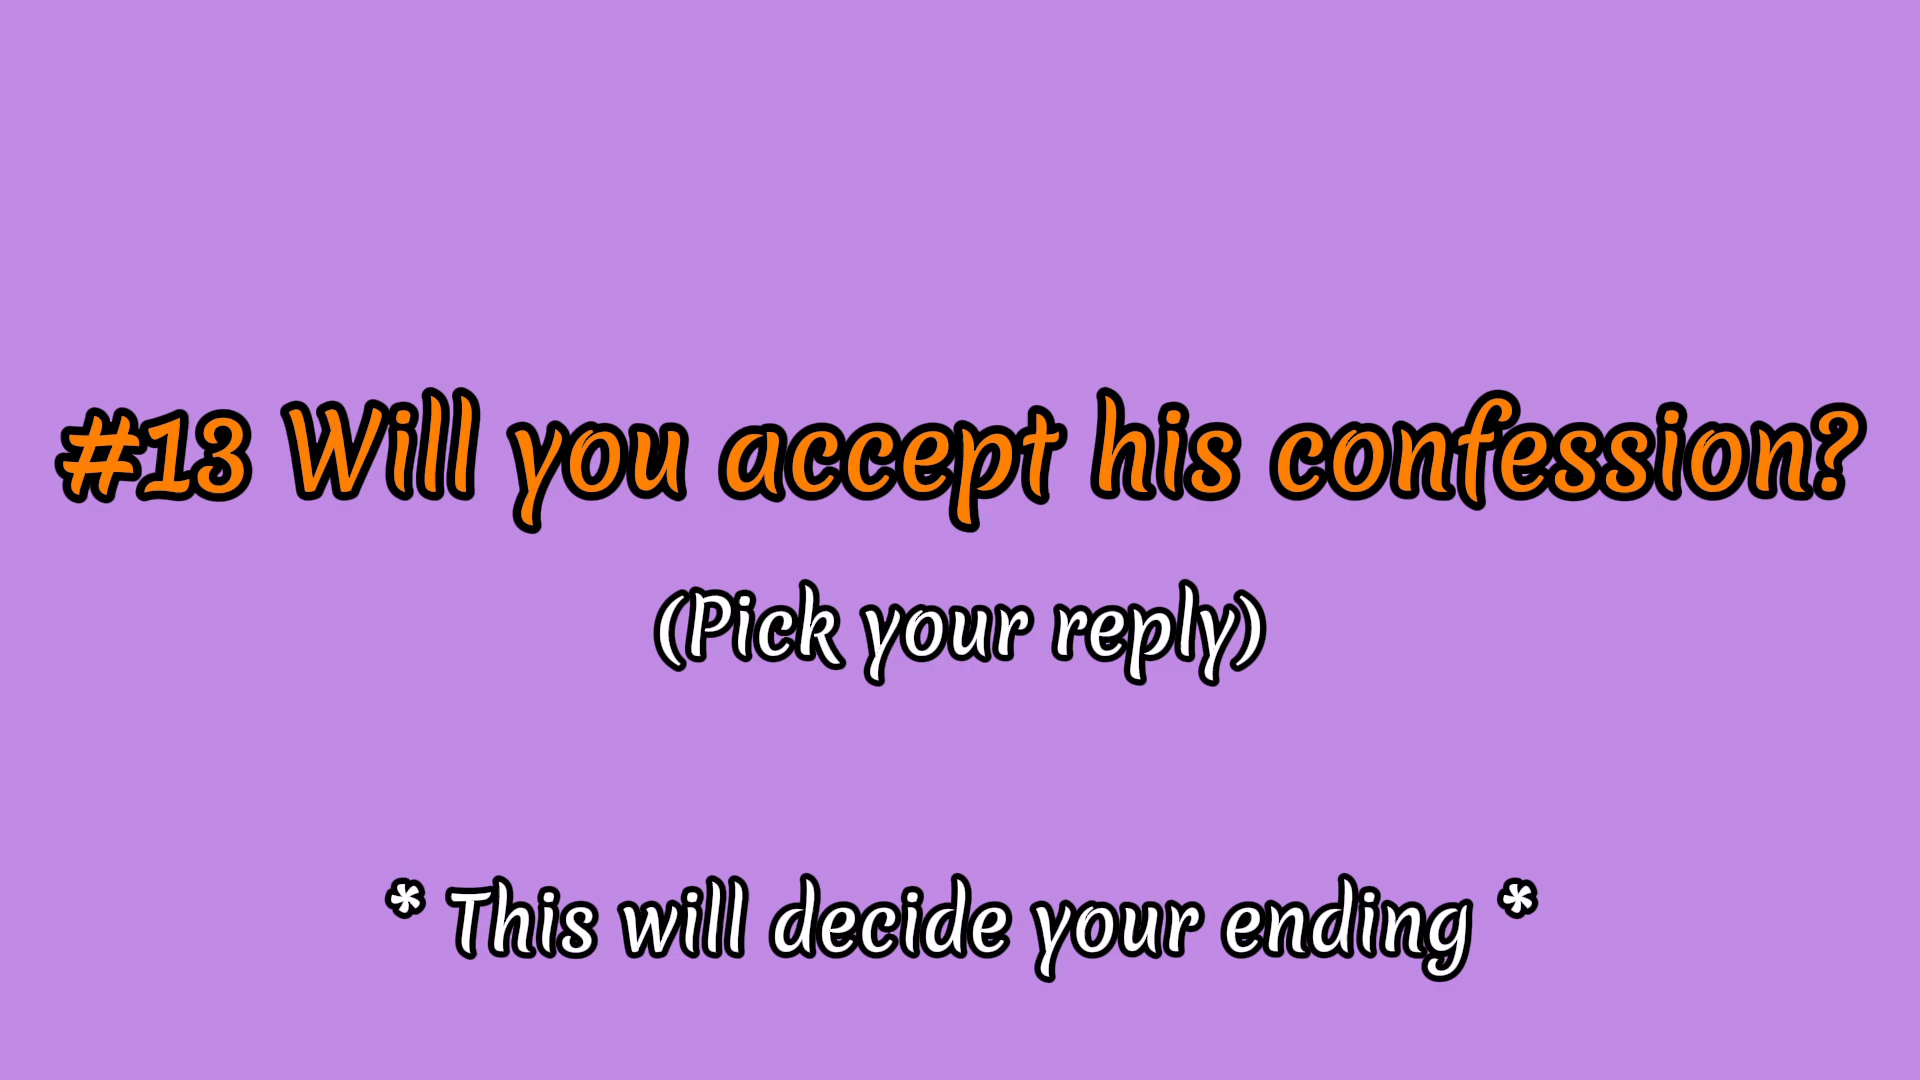 #13 Will you accept his confession?
(Pick your reply)
* This will decide your ending *